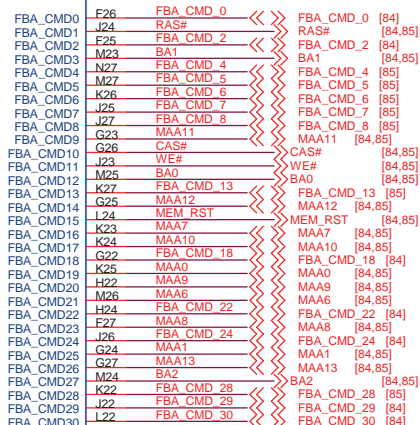 FBA_CMD0 F26 FBA_CMD_0 FBA_CMD_0 [84]
FBA_CMD1 J24 RAS# RAS# [84,85]
FBA_CMD2 F25 FBA_CMD_2 FBA_CMD_2 [84]
FBA_CMD3 M23 BA1 BA1 [84,85]
FBA_CMD4 N27 FBA_CMD_4 FBA_CMD_4 [85]
FBA_CMD5 M27 FBA_CMD_5 FBA_CMD_5 [85]
FBA_CMD6 K26 FBA_CMD_6 FBA_CMD_6 [85]
FBA_CMD7 J25 FBA_CMD_7 FBA_CMD_7 [85]
FBA_CMD8 J27 FBA_CMD_8 FBA_CMD_8 [85]
FBA_CMD9 G23 MAA11 MAA11 [84,85]
FBA_CMD10 G26 CAS# CAS# [84,85]
FBA_CMD11 J23 WE# WE# [84,85]
FBA_CMD12 M25 BA0 BA0 [84,85]
FBA_CMD13 K27 FBA_CMD_13 FBA_CMD_13 [85]
FBA_CMD14 G25 MAA12 MAA12 [84,85]
FBA_CMD15 L24 MEM_RST MEM_RST [84,85]
FBA_CMD16 K23 MAA7 MAA7 [84,85]
FBA_CMD17 K24 MAA10 MAA10 [84,85]
FBA_CMD18 G22 FBA_CMD_18 FBA_CMD_18 [84]
FBA_CMD19 K25 MAA0 MAA0 [84,85]
FBA_CMD20 H22 MAA9 MAA9 [84,85]
FBA_CMD21 M26 MAA6 MAA6 [84,85]
FBA_CMD22 H24 FBA_CMD_22 FBA_CMD_22 [84]
FBA_CMD23 F27 MAA8 MAA8 [84,85]
FBA_CMD24 J26 FBA_CMD_24 FBA_CMD_24 [84]
FBA_CMD25 G24 MAA1 MAA1 [84,85]
FBA_CMD26 G27 MAA13 MAA13 [84,85]
FBA_CMD27 M24 BA2 BA2 [84,85]
FBA_CMD28 K22 FBA_CMD_28 FBA_CMD_28 [85]
FBA_CMD29 J22 FBA_CMD_29 FBA_CMD_29 [84]
FBA_CMD30 L22 FBA_CMD_30 FBA_CMD_30 [84]